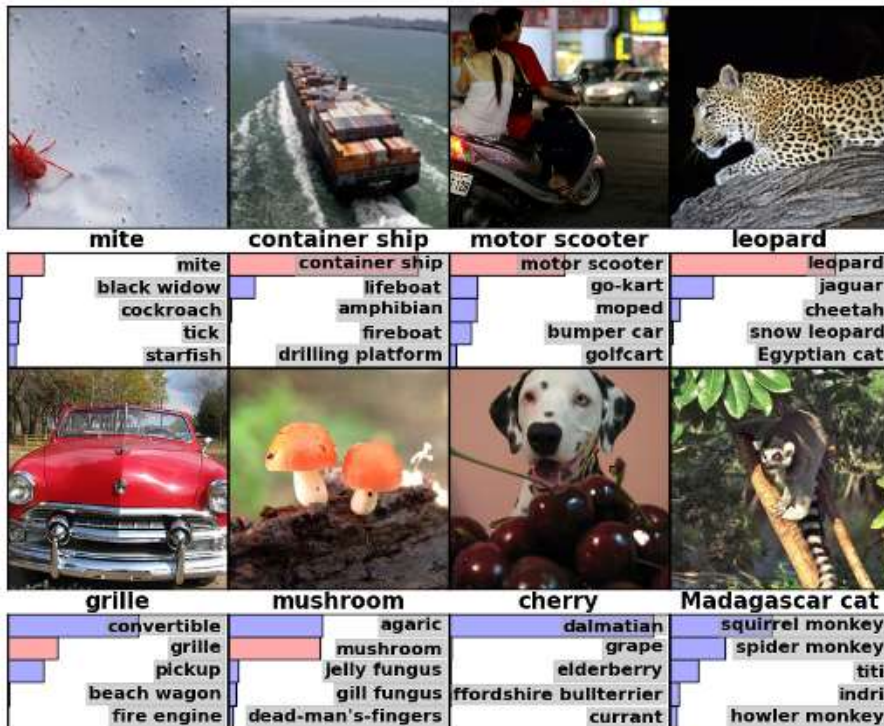 mite
container ship
motor scooter
leopard
mite
black widow
cockroach
tick
starfish
container ship
lifeboat
amphibian
fireboat
drilling platform
motor scooter
go-kart
moped
bumper car
golfcart
leopard
jaguar
cheetah
snow leopard
Egyptian cat
grille
mushroom
cherry
Madagascar cat
convertible
grille
pickup
beach wagon
fire engine
agaric
mushroom
jelly fungus
gill fungus
dead-man's-fingers
dalmatian
grape
elderberry
ffordshire bullterrier
currant
squirrel monkey
spider monkey
titi
indri
howler monkey